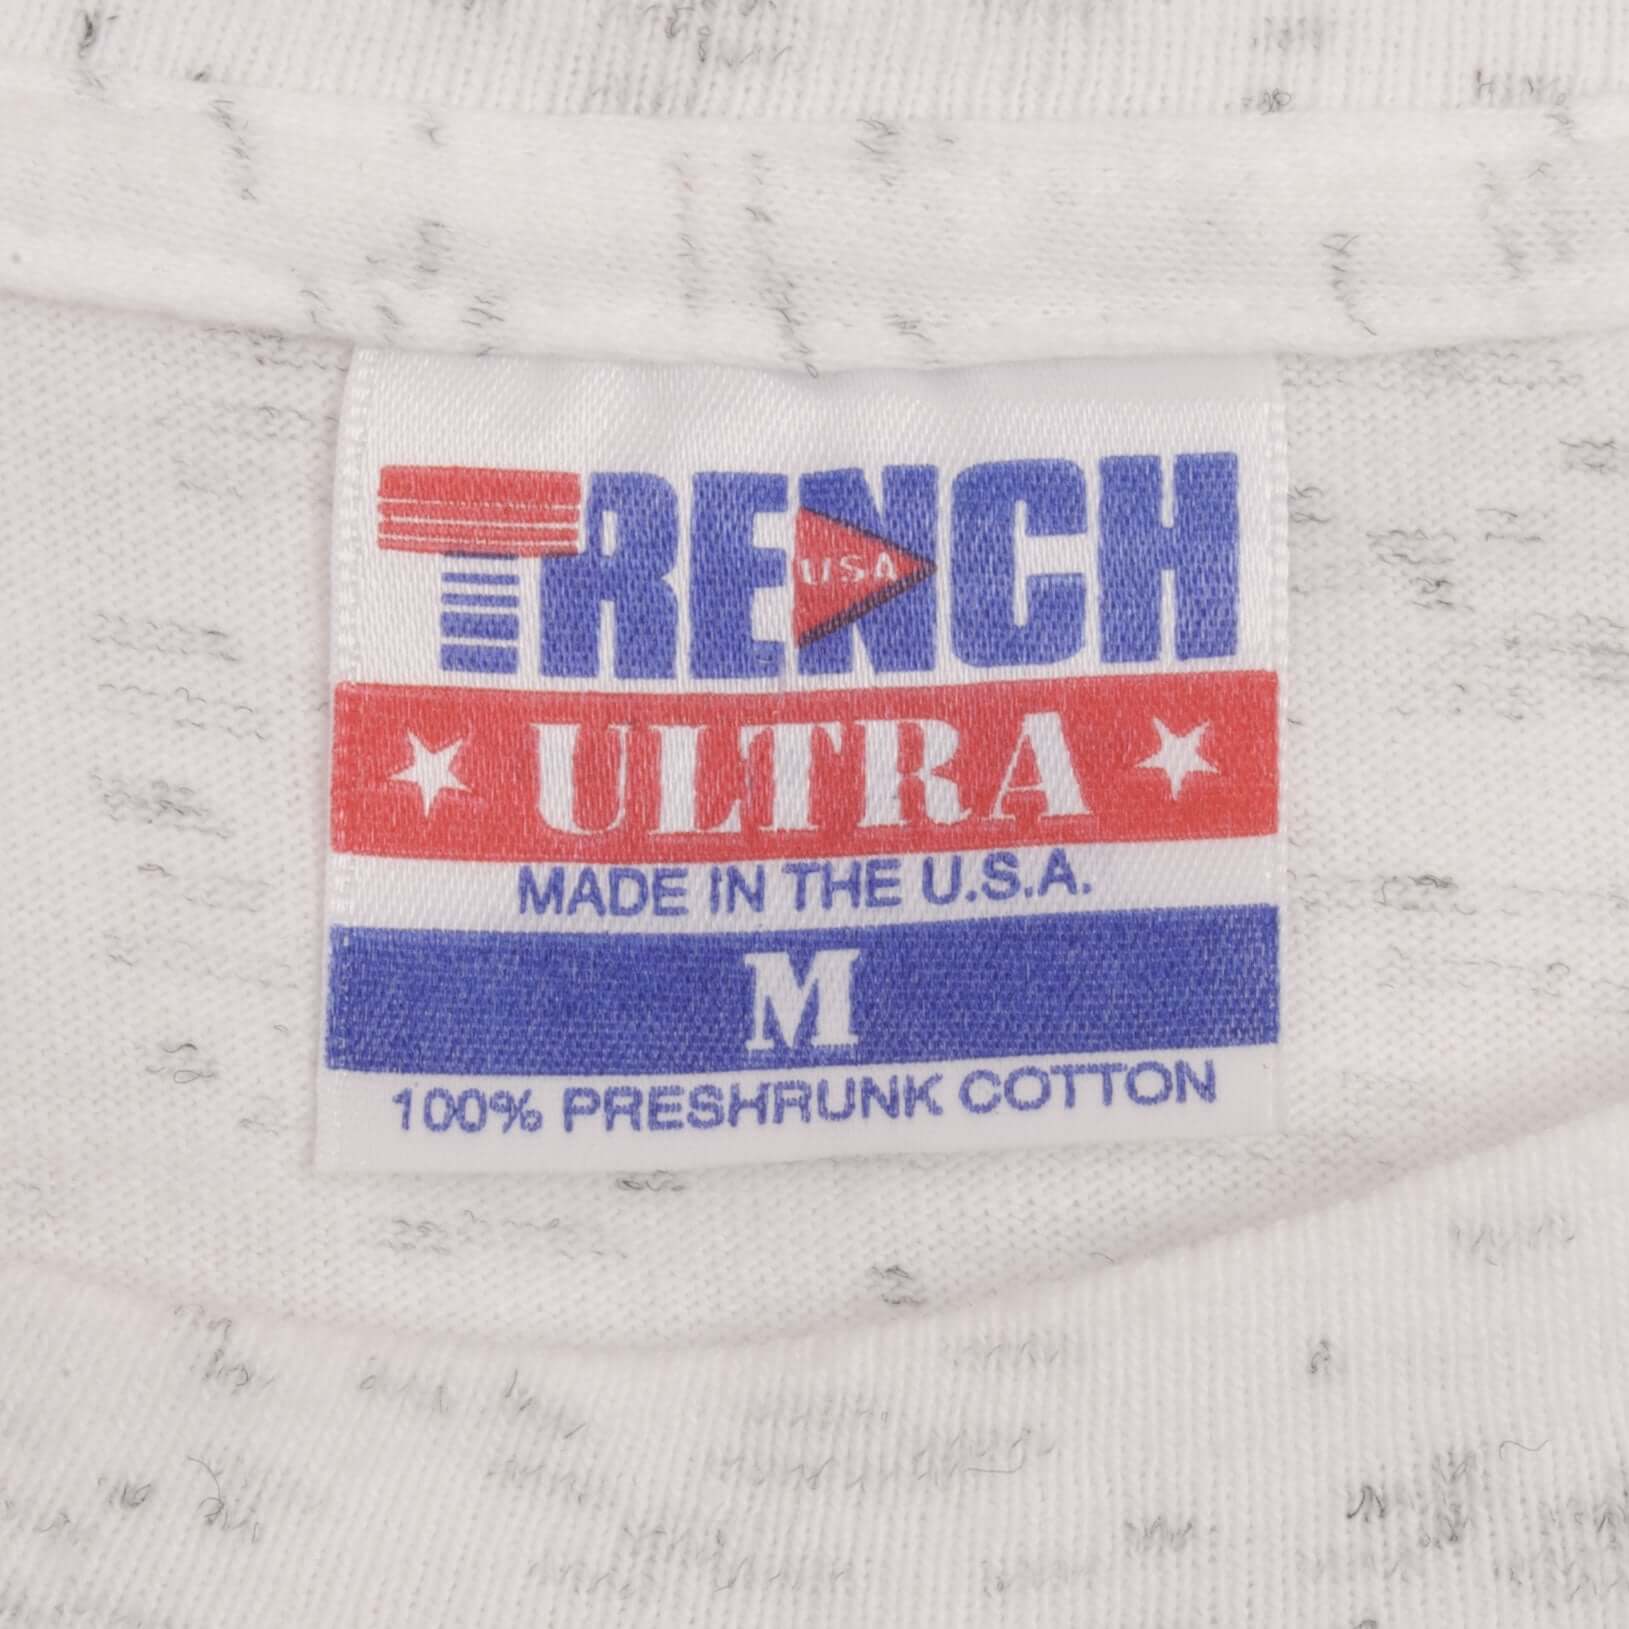 TRENCH
USA
ULTRA
MADE IN THE U.S.A.
M
100% PRESHRUNK COTTON